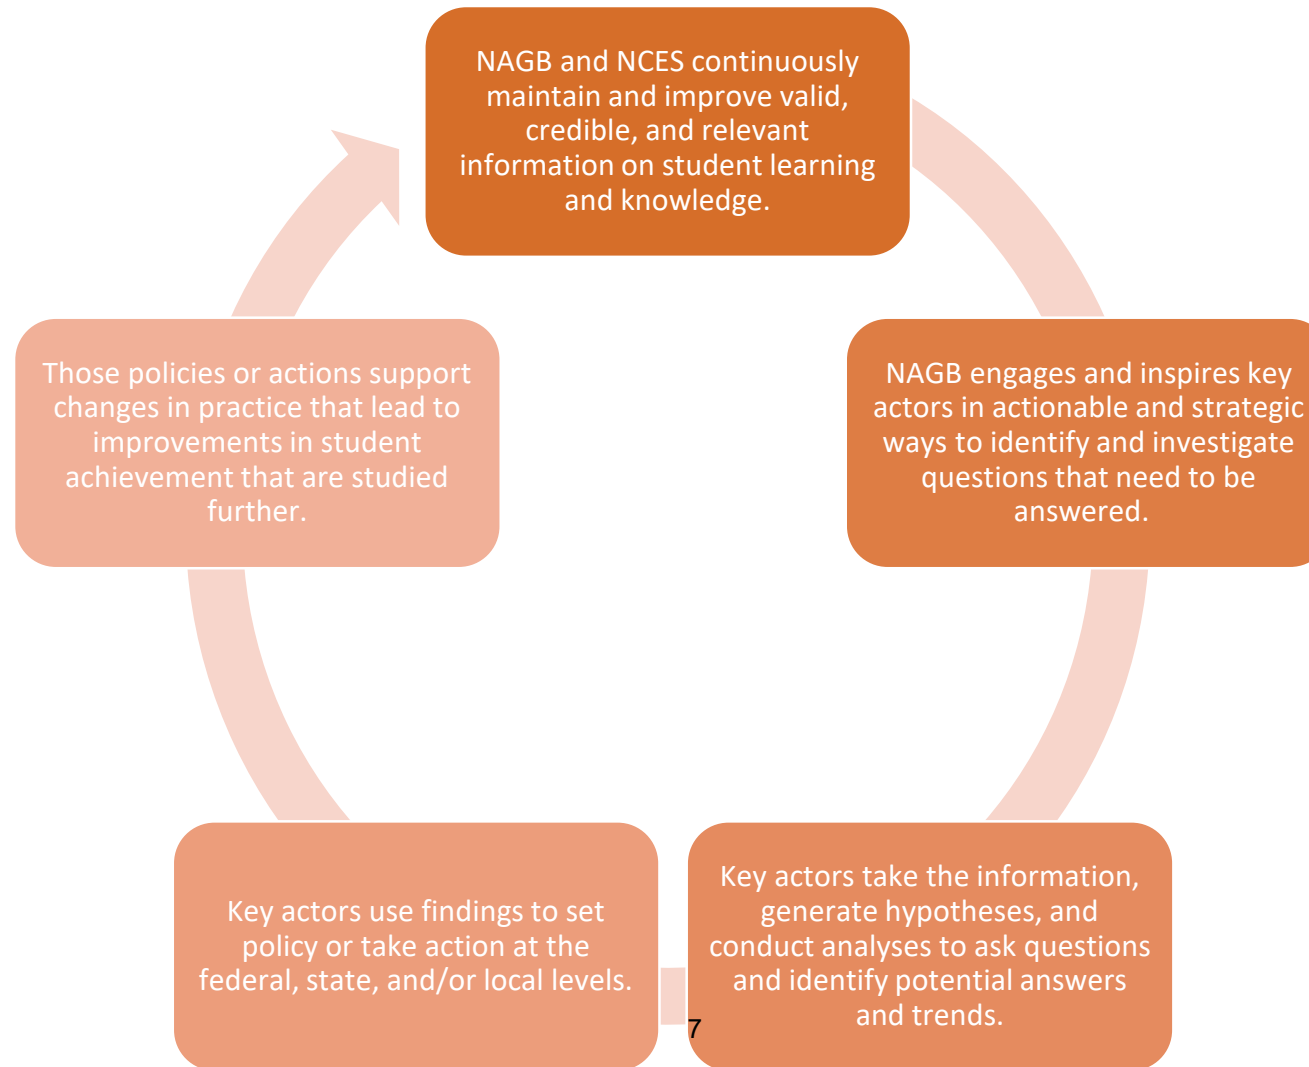 NAGB and NCES continuously
maintain and improve valid,
credible, and relevant
information on student learning
and knowledge.
NAGB engages and inspires key
actors in actionable and strategic
ways to identify and investigate
questions that need to be
answered.
Key actors take the information,
generate hypotheses, and
conduct analyses to ask questions
and identify potential answers
and trends.
Key actors use findings to set
policy or take action at the
federal, state, and/or local levels.
Those policies or actions support
changes in practice that lead to
improvements in student
achievement that are studied
further.
7